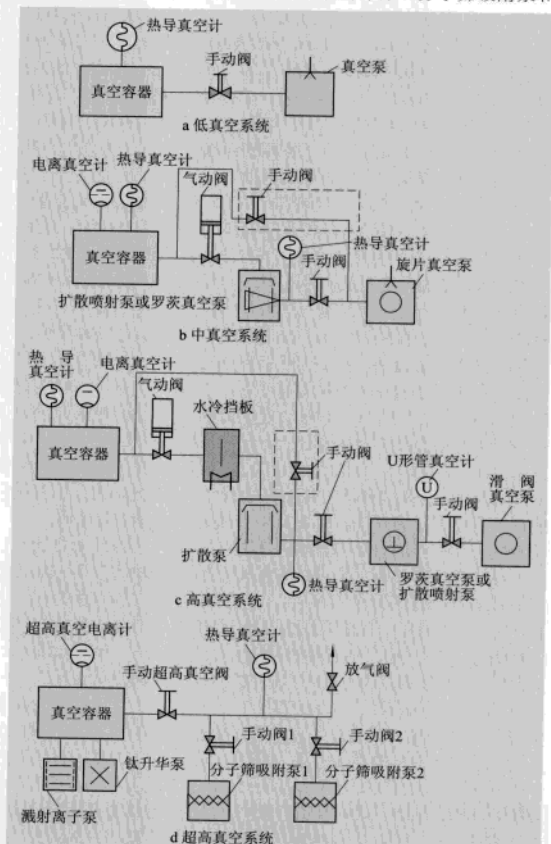 热导真空计
手动阀
真空泵
真空容器
a 低真空系统
电离真空计
热导真空计
气动阀
手动阀
热导真空计
手动阀
旋片真空泵
真空容器
扩散喷射泵或罗茨真空泵
b 中真空系统
热 导
真空计
电离真空计
气动阀
水冷挡板
手动阀
U形管真空计
滑 阀
真空泵
手动阀
真空容器
U
扩散泵
罗茨真空泵或
扩散喷射泵
热导真空计
c 高真空系统
超高真空电离计
热导真空计
手动超高真空阀
放气阀
真空容器
手动阀1
手动阀2
钛升华泵
分子筛吸附泵1
分子筛吸附泵2
溅射离子泵
d 超高真空系统